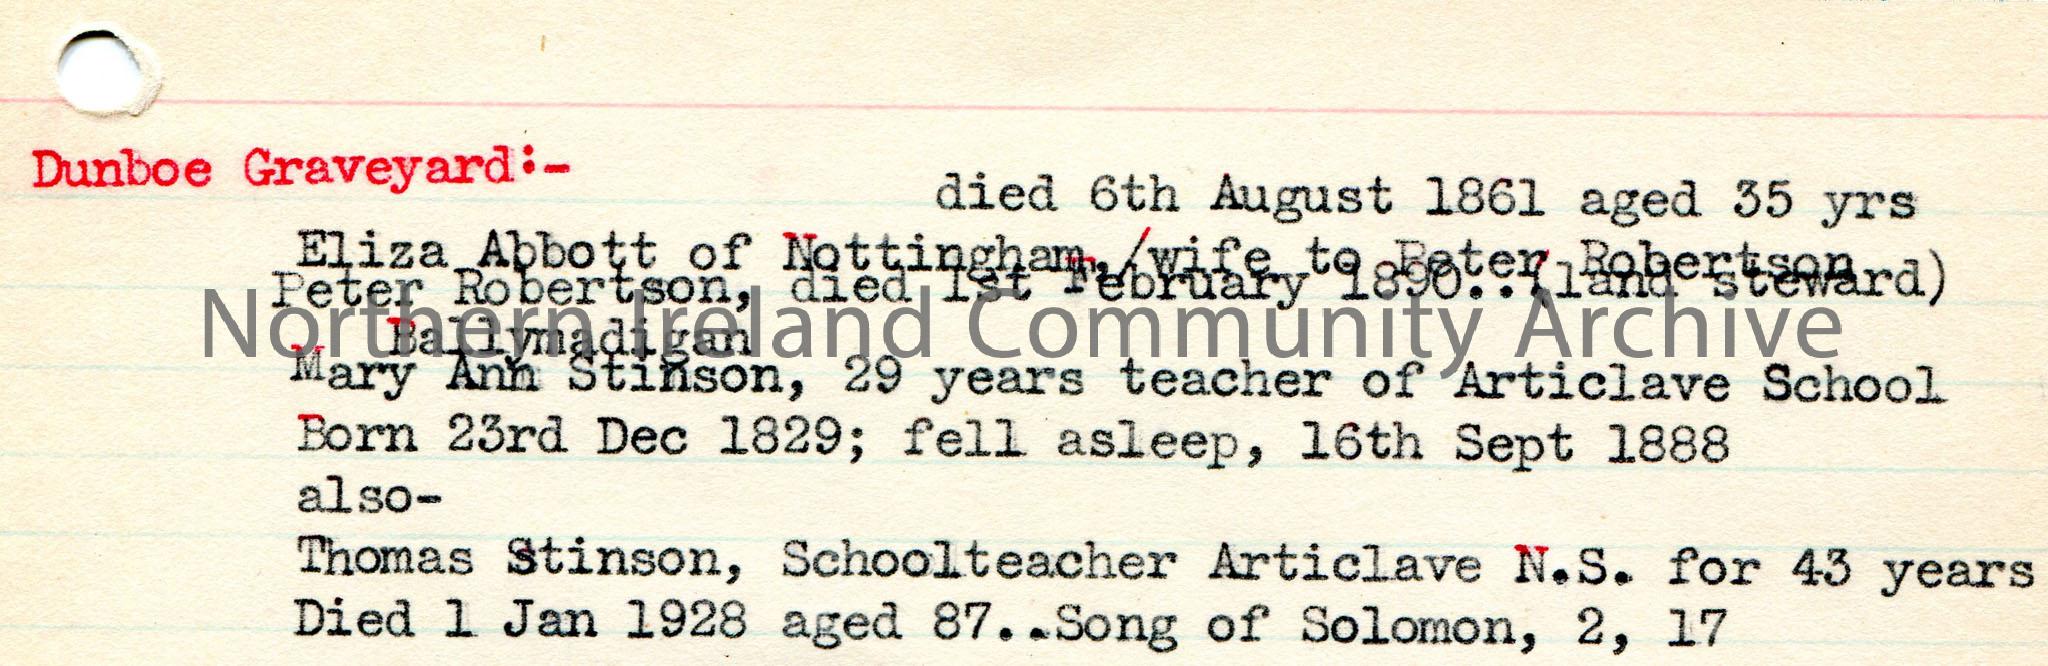 Dunboe Graveyard:-
died 6th August 1861 aged 35 yrs
Eliza Abbott of Nottingham,/wife to Peter Robertson
Peter Robertson, died 1st February 1890..(land steward)
Northern Ireland Community Archive
Ballymadigan
Mary Ann Stinson, 29 years teacher of Articlave School
Born 23rd Dec 1829; fell asleep, 16th Sept 1888
also-
Thomas Stinson, Schoolteacher Articlave N.S. for 43 years
Died 1 Jan 1928 aged 87..Song of Solomon, 2, 17